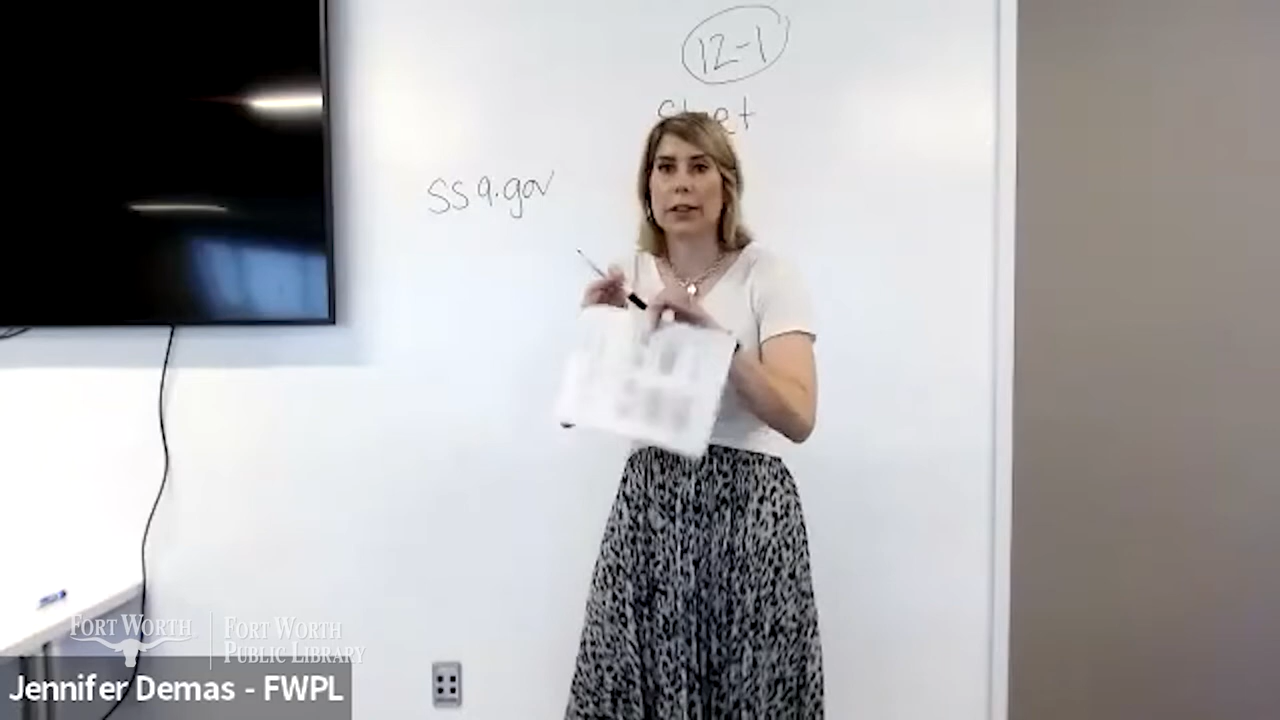 12-1
ssa.gov
FORT WORTH
FORT WORTH
PUBLIC LIBRARY
Jennifer Demas - FWPL